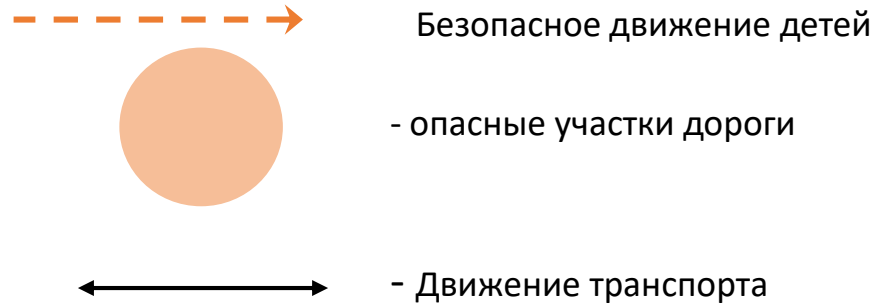 Безопасное движение детей
- опасные участки дороги
- Движение транспорта